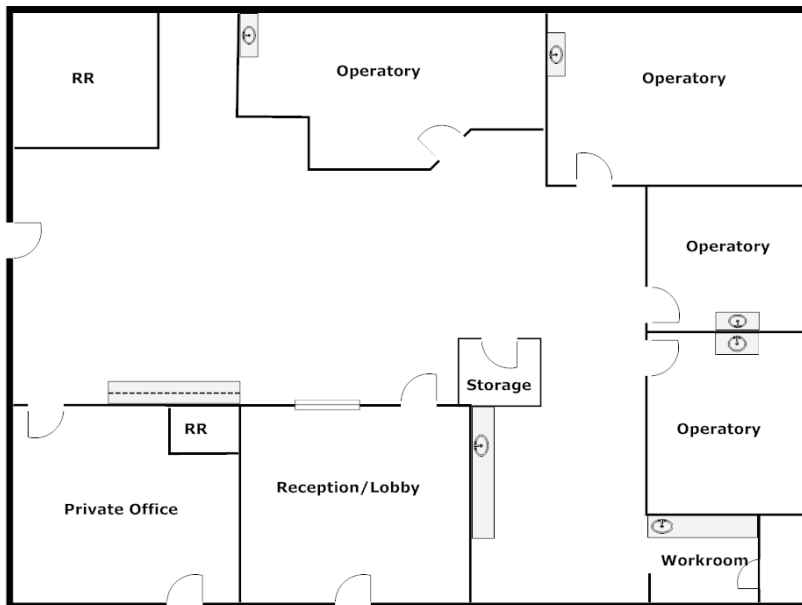 RR
Operatory
Operatory
Operatory
Storage
RR
Operatory
Reception/Lobby
Private Office
Workroom